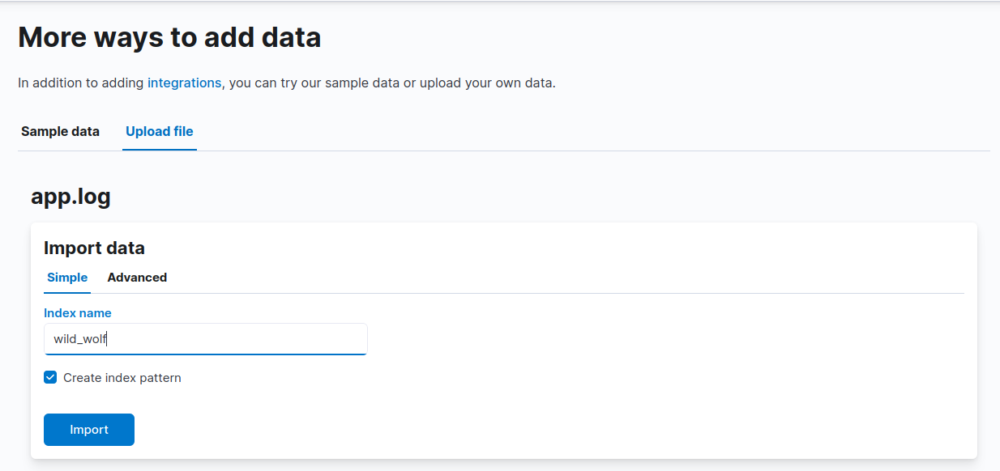 More ways to add data
In addition to adding integrations, you can try our sample data or upload your own data.
Sample data Upload file
app.log
Import data
Simple Advanced
Index name
wild_wolf
Create index pattern
Import